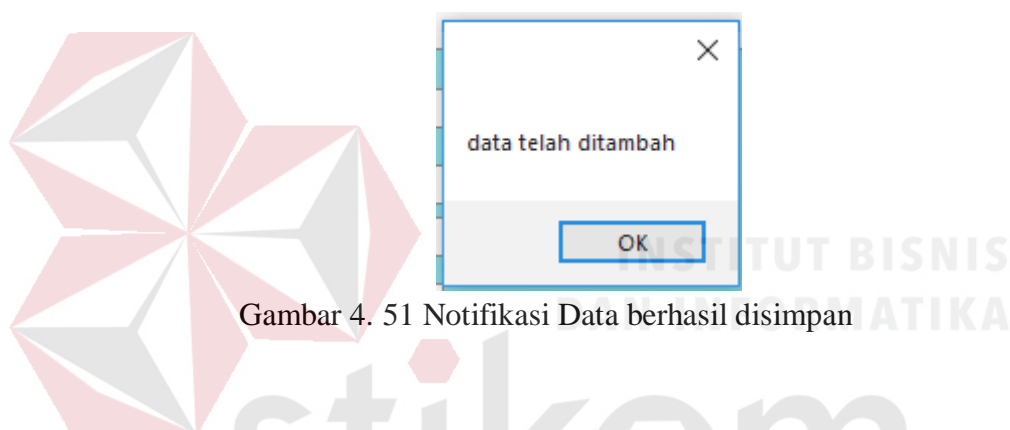 data telah ditambah
OK
INSTITUT BISNIS
DAN INFORMATIKA
Gambar 4. 51 Notifikasi Data berhasil disimpan
stikom